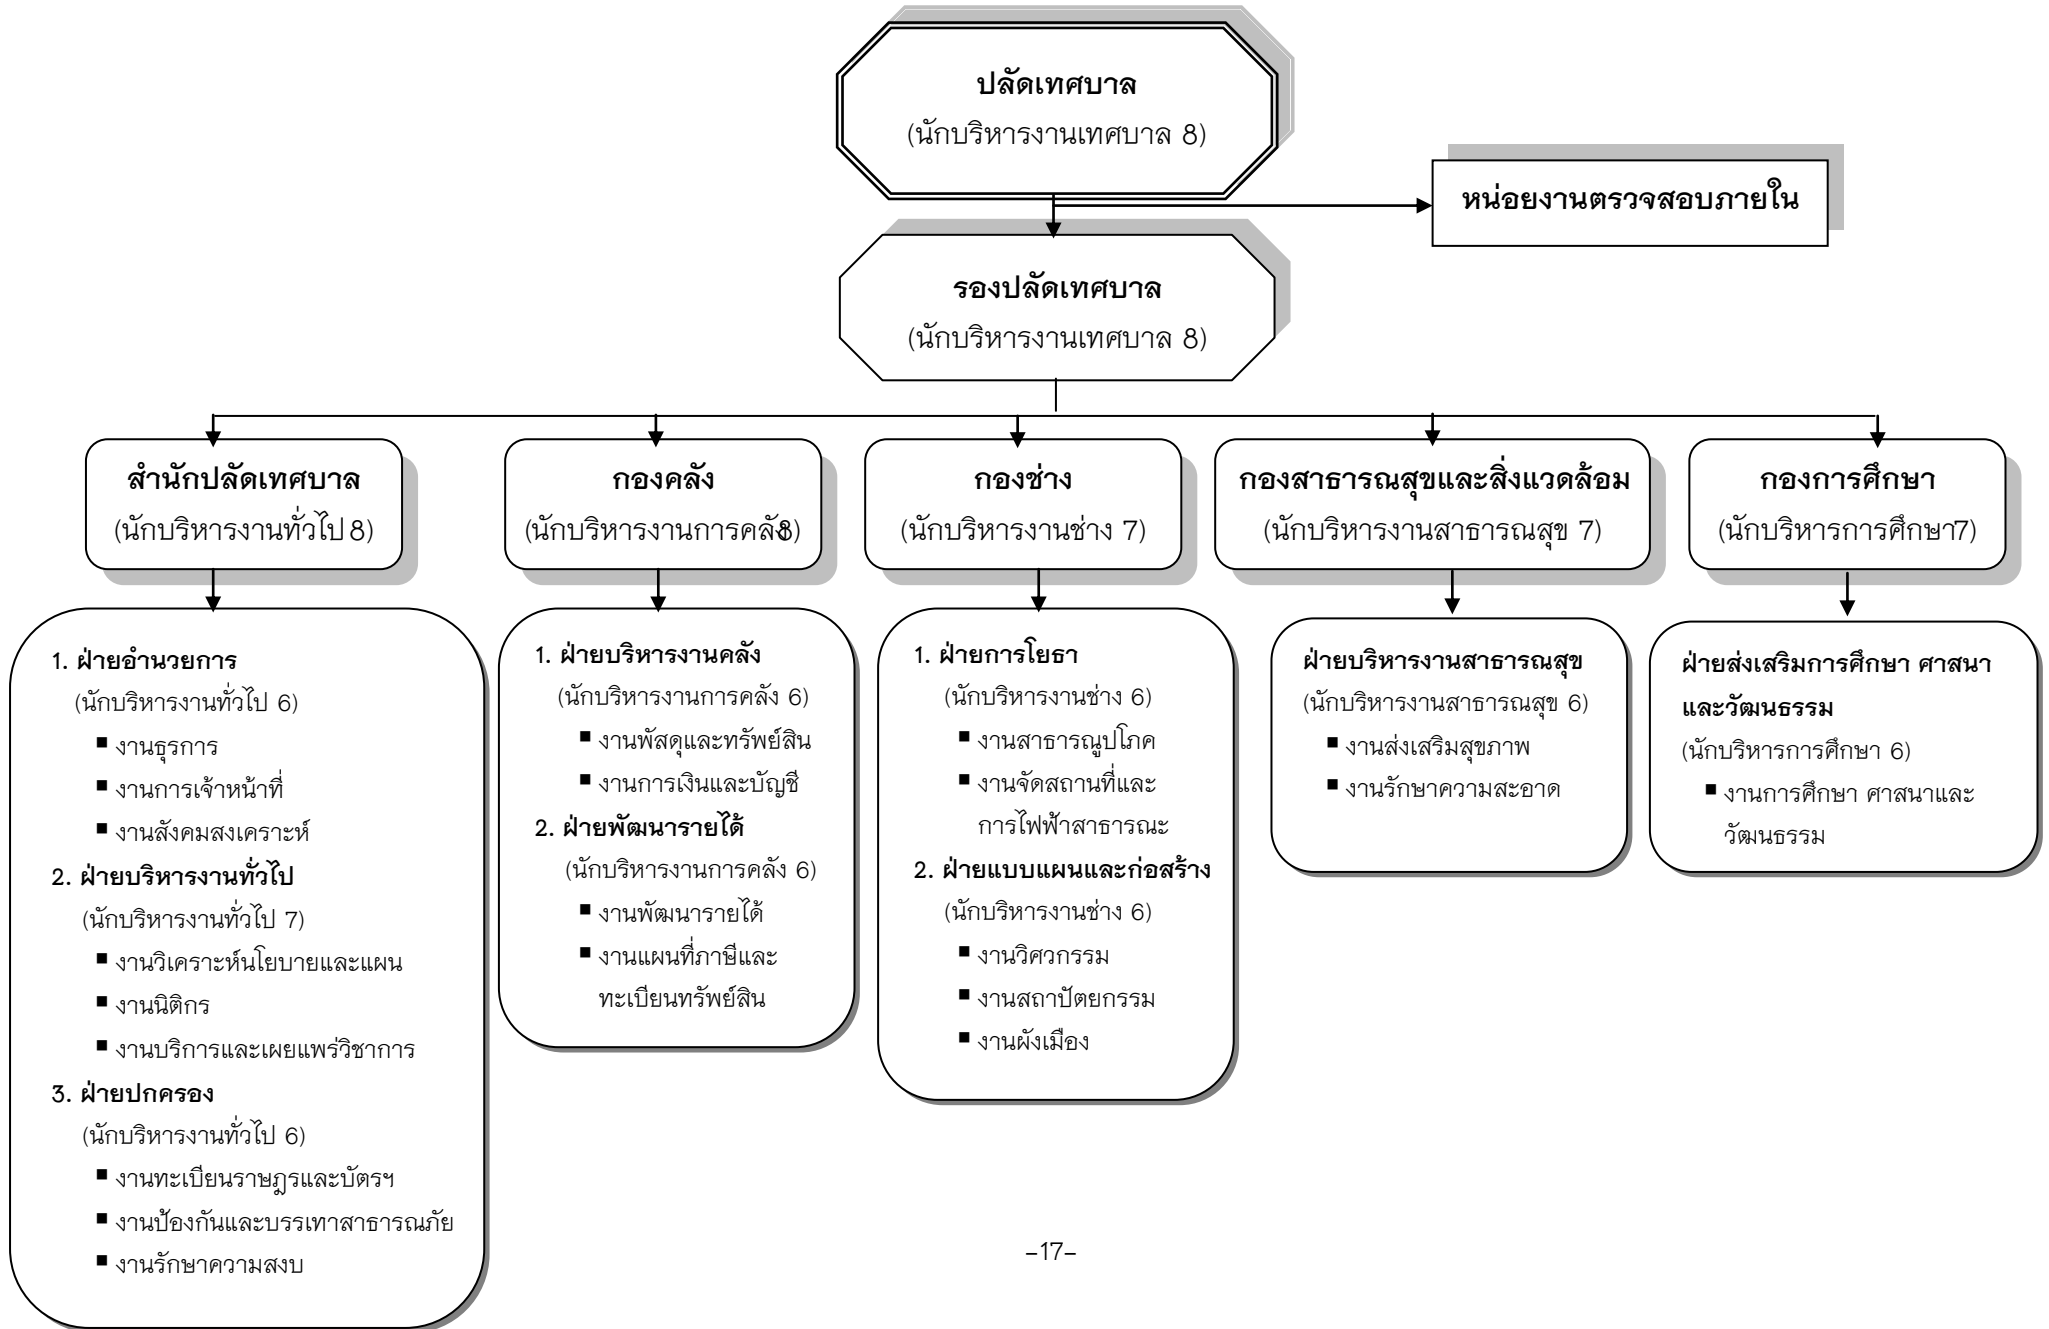 ปลัดเทศบาล
(นักบริหารงานเทศบาล 8)
หน่อยงานตรวจสอบภายใน
รองปลัดเทศบาล
(นักบริหารงานเทศบาล 8)
สำนักปลัดเทศบาล
(นักบริหารงานทั่วไป 8)
กองคลัง
(นักบริหารงานการคลัง 8)
กองช่าง
(นักบริหารงานช่าง 7)
กองสาธารณสุขและสิ่งแวดล้อม
(นักบริหารงานสาธารณสุข 7)
กองการศึกษา
(นักบริหารการศึกษา7)
1. ฝ่ายอำนวยการ
(นักบริหารงานทั่วไป 6)
▪ งานธุรการ
▪ งานการเจ้าหน้าที่
▪ งานสังคมสงเคราะห์
2. ฝ่ายบริหารงานทั่วไป
(นักบริหารงานทั่วไป 7)
▪ งานวิเคราะห์นโยบายและแผน
▪ งานนิติกร
▪ งานบริการและเผยแพร่วิชาการ
3. ฝ่ายปกครอง
(นักบริหารงานทั่วไป 6)
▪ งานทะเบียนราษฎรและบัตรฯ
▪ งานป้องกันและบรรเทาสาธารณภัย
▪ งานรักษาความสงบ
1. ฝ่ายบริหารงานคลัง
(นักบริหารงานการคลัง 6)
▪ งานพัสดุและทรัพย์สิน
▪ งานการเงินและบัญชี
2. ฝ่ายพัฒนารายได้
(นักบริหารงานการคลัง 6)
▪ งานพัฒนารายได้
▪ งานแผนที่ภาษีและ
ทะเบียนทรัพย์สิน
1. ฝ่ายการโยธา
(นักบริหารงานช่าง 6)
▪ งานสาธารณูปโภค
▪ งานจัดสถานที่และ
การไฟฟ้าสาธารณะ
2. ฝ่ายแบบแผนและก่อสร้าง
(นักบริหารงานช่าง 6)
▪ งานวิศวกรรม
▪ งานสถาปัตยกรรม
▪ งานผังเมือง
ฝ่ายบริหารงานสาธารณสุข
(นักบริหารงานสาธารณสุข 6)
▪ งานส่งเสริมสุขภาพ
▪ งานรักษาความสะอาด
ฝ่ายส่งเสริมการศึกษา ศาสนา
และวัฒนธรรม
(นักบริหารการศึกษา 6)
▪ งานการศึกษา ศาสนาและ
วัฒนธรรม
-17-